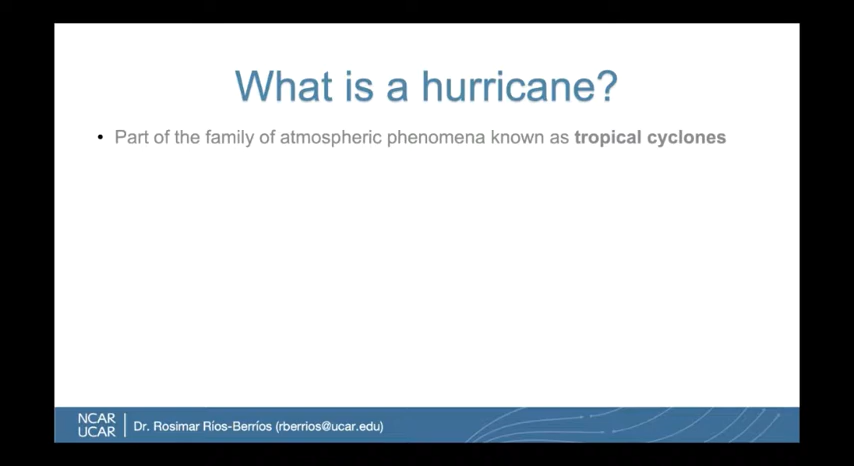 What is a hurricane?
• Part of the family of atmospheric phenomena known as tropical cyclones
NCAR
UCAR
Dr. Rosimar Ríos-Berríos (rberrios@ucar.edu)